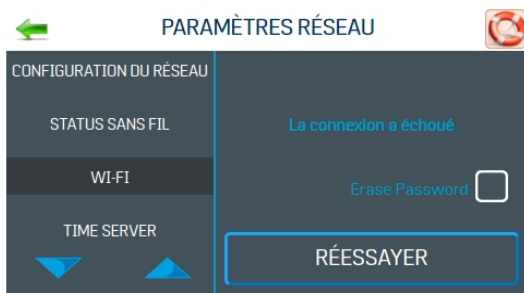 PARAMÈTRES RÉSEAU
CONFIGURATION DU RÉSEAU
STATUS SANS FIL
WI-FI
TIME SERVER
La connexion a échoué
Erase Password
RÉESSAYER